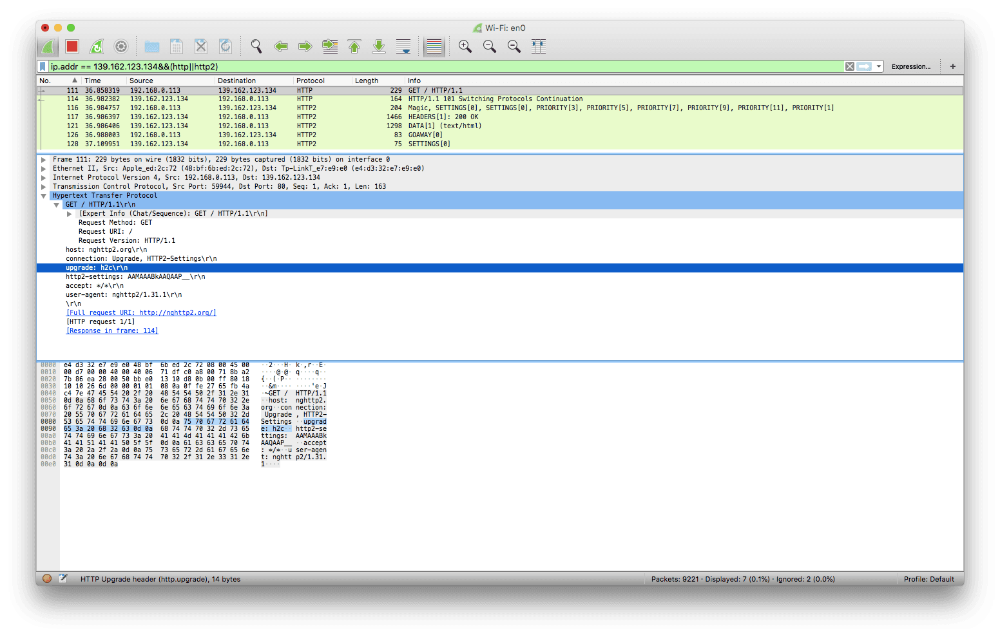 Wi-Fi: en0
ip.addr == 139.162.123.134&&(http||http2) Expression... +
No. Time Source Destination Protocol Length Info
111 36.858319 192.168.0.113 139.162.123.134 HTTP 229 GET / HTTP/1.1
114 36.982382 139.162.123.134 192.168.0.113 HTTP 164 HTTP/1.1 101 Switching Protocols Continuation
116 36.984757 192.168.0.113 139.162.123.134 HTTP2 204 Magic, SETTINGS[0], SETTINGS[0], PRIORITY[3], PRIORITY[5], PRIORITY[7], PRIORITY[9], PRIORITY[11], PRIORITY[1]
117 36.986397 139.162.123.134 192.168.0.113 HTTP2 1466 HEADERS[1]: 200 OK
121 36.986406 139.162.123.134 192.168.0.113 HTTP2 1298 DATA[1] (text/html)
126 36.988003 192.168.0.113 139.162.123.134 HTTP2 83 GOAWAY[0]
128 37.109951 139.162.123.134 192.168.0.113 HTTP2 75 SETTINGS[0]
Frame 111: 229 bytes on wire (1832 bits), 229 bytes captured (1832 bits) on interface 0
Ethernet II, Src: Apple_ed:2c:72 (48:bf:6b:ed:2c:72), Dst: Tp-LinkT_e7:e9:e0 (e4:d3:32:e7:e9:e0)
Internet Protocol Version 4, Src: 192.168.0.113, Dst: 139.162.123.134
Transmission Control Protocol, Src Port: 59944, Dst Port: 80, Seq: 1, Ack: 1, Len: 163
Hypertext Transfer Protocol
GET / HTTP/1.1\r\n
[Expert Info (Chat/Sequence): GET / HTTP/1.1\r\n]
Request Method: GET
Request URI: /
Request Version: HTTP/1.1
host: nghttp2.org\r\n
connection: Upgrade, HTTP2-Settings\r\n
upgrade: h2c\r\n
http2-settings: AAMAAABkAAQAAP__\r\n
accept: */*\r\n
user-agent: nghttp2/1.31.1\r\n
\r\n
[Full request URI: http://nghttp2.org/]
[HTTP request 1/1]
[Response in frame: 114]
0000 e4 d3 32 e7 e9 e0 48 bf 6b ed 2c 72 08 00 45 00 ··2···H· k·,r··E·
0010 00 d7 00 00 40 00 40 06 71 df c0 a8 00 71 8b a2 ····@·@· q····q··
0020 7b 86 ea 28 00 50 bb e0 13 10 d8 0b 00 ff 80 18 {··(·P·· ········
0030 10 10 26 6d 00 00 01 01 08 0a 0f fe 27 65 fb 4a ··&m···· ····'e·J
0040 c4 7e 47 45 54 20 2f 20 48 54 54 50 2f 31 2e 31 ·~GET / HTTP/1.1
0050 0d 0a 68 6f 73 74 3a 20 6e 67 68 74 74 70 32 2e ··host: nghttp2.
0060 6f 72 67 0d 0a 63 6f 6e 6e 65 63 74 69 6f 6e 3a org··con nection:
0070 20 55 70 67 72 61 64 65 2c 20 48 54 54 50 32 2d Upgrade , HTTP2-
0080 53 65 74 74 69 6e 67 73 0d 0a 75 70 67 72 61 64 Settings ··upgrad
0090 65 3a 20 68 32 63 0d 0a 68 74 74 70 32 2d 73 65 e: h2c·· http2-se
00a0 74 74 69 6e 67 73 3a 20 41 41 4d 41 41 41 42 6b ttings: AAMAAABk
00b0 41 41 51 41 41 50 5f 5f 0d 0a 61 63 63 65 70 74 AAQAAP__ ··accept
00c0 3a 20 2a 2f 2a 0d 0a 75 73 65 72 2d 61 67 65 6e : */*··u ser-agen
00d0 74 3a 20 6e 67 68 74 74 70 32 2f 31 2e 33 31 2e t: nghtt p2/1.31.
00e0 31 0d 0a 0d 0a 1····
HTTP Upgrade header (http.upgrade), 14 bytes Packets: 9221 · Displayed: 7 (0.1%) · Ignored: 2 (0.0%) Profile: Default